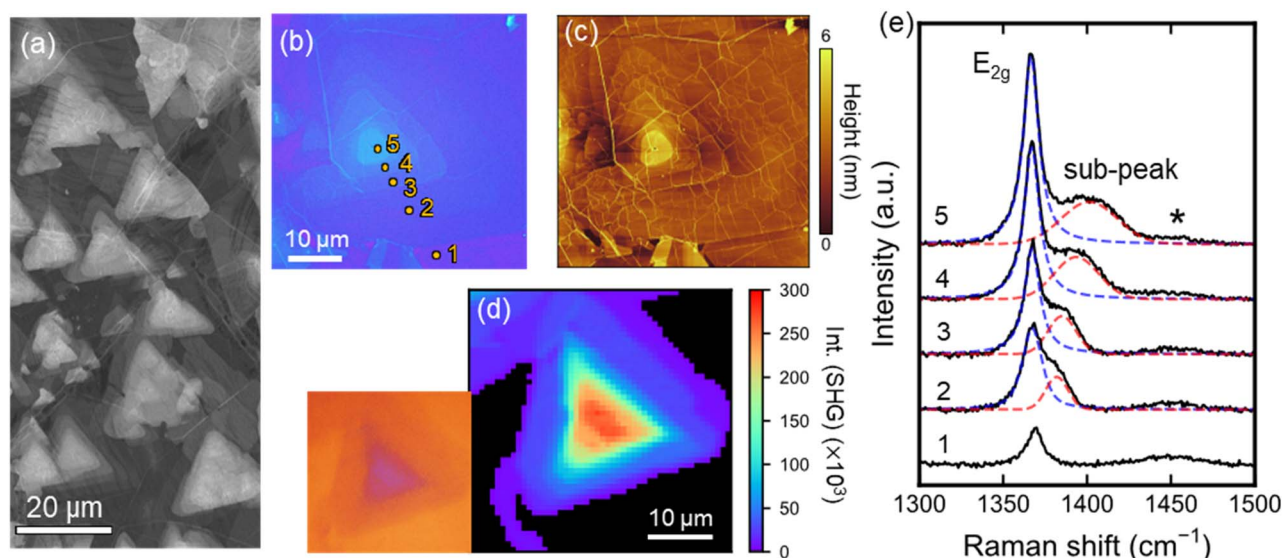 (a)
20 μm
(b)
5
4
3
2
1
10 μm
(c)
6
0
Height (nm)
(d)
10 μm
300
250
200
150
100
50
0
Int. (SHG) (×10³)
(e)
E₂g
sub-peak
*
5
4
3
2
1
Intensity (a.u.)
1300 1350 1400 1450 1500
Raman shift (cm⁻¹)